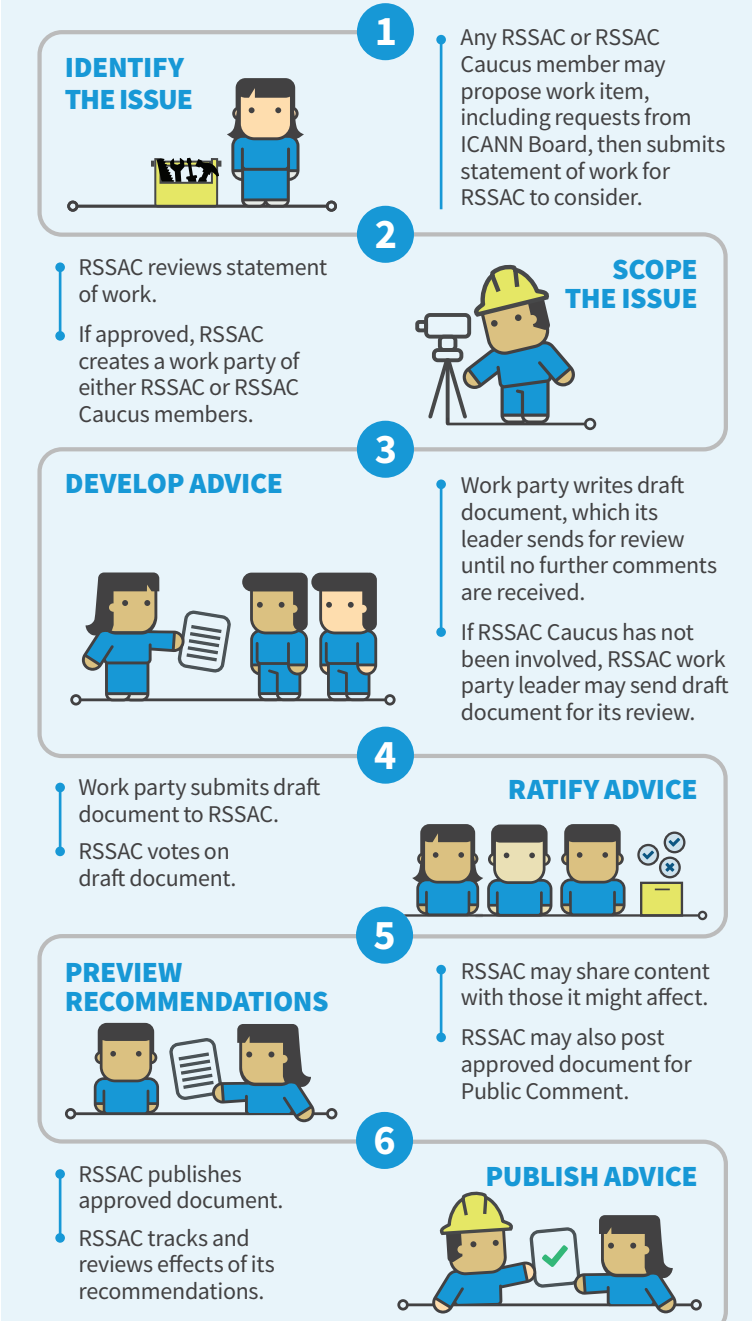 1
IDENTIFY
THE ISSUE
Any RSSAC or RSSAC
Caucus member may
propose work item,
including requests from
ICANN Board, then submits
statement of work for
RSSAC to consider.
2
SCOPE
THE ISSUE
RSSAC reviews statement
of work.
If approved, RSSAC
creates a work party of
either RSSAC or RSSAC
Caucus members.
3
DEVELOP ADVICE
Work party writes draft
document, which its
leader sends for review
until no further comments
are received.
If RSSAC Caucus has not
been involved, RSSAC work
party leader may send draft
document for its review.
4
RATIFY ADVICE
Work party submits draft
document to RSSAC.
RSSAC votes on
draft document.
5
PREVIEW
RECOMMENDATIONS
RSSAC may share content
with those it might affect.
RSSAC may also post
approved document for
Public Comment.
6
PUBLISH ADVICE
RSSAC publishes
approved document.
RSSAC tracks and
reviews effects of its
recommendations.